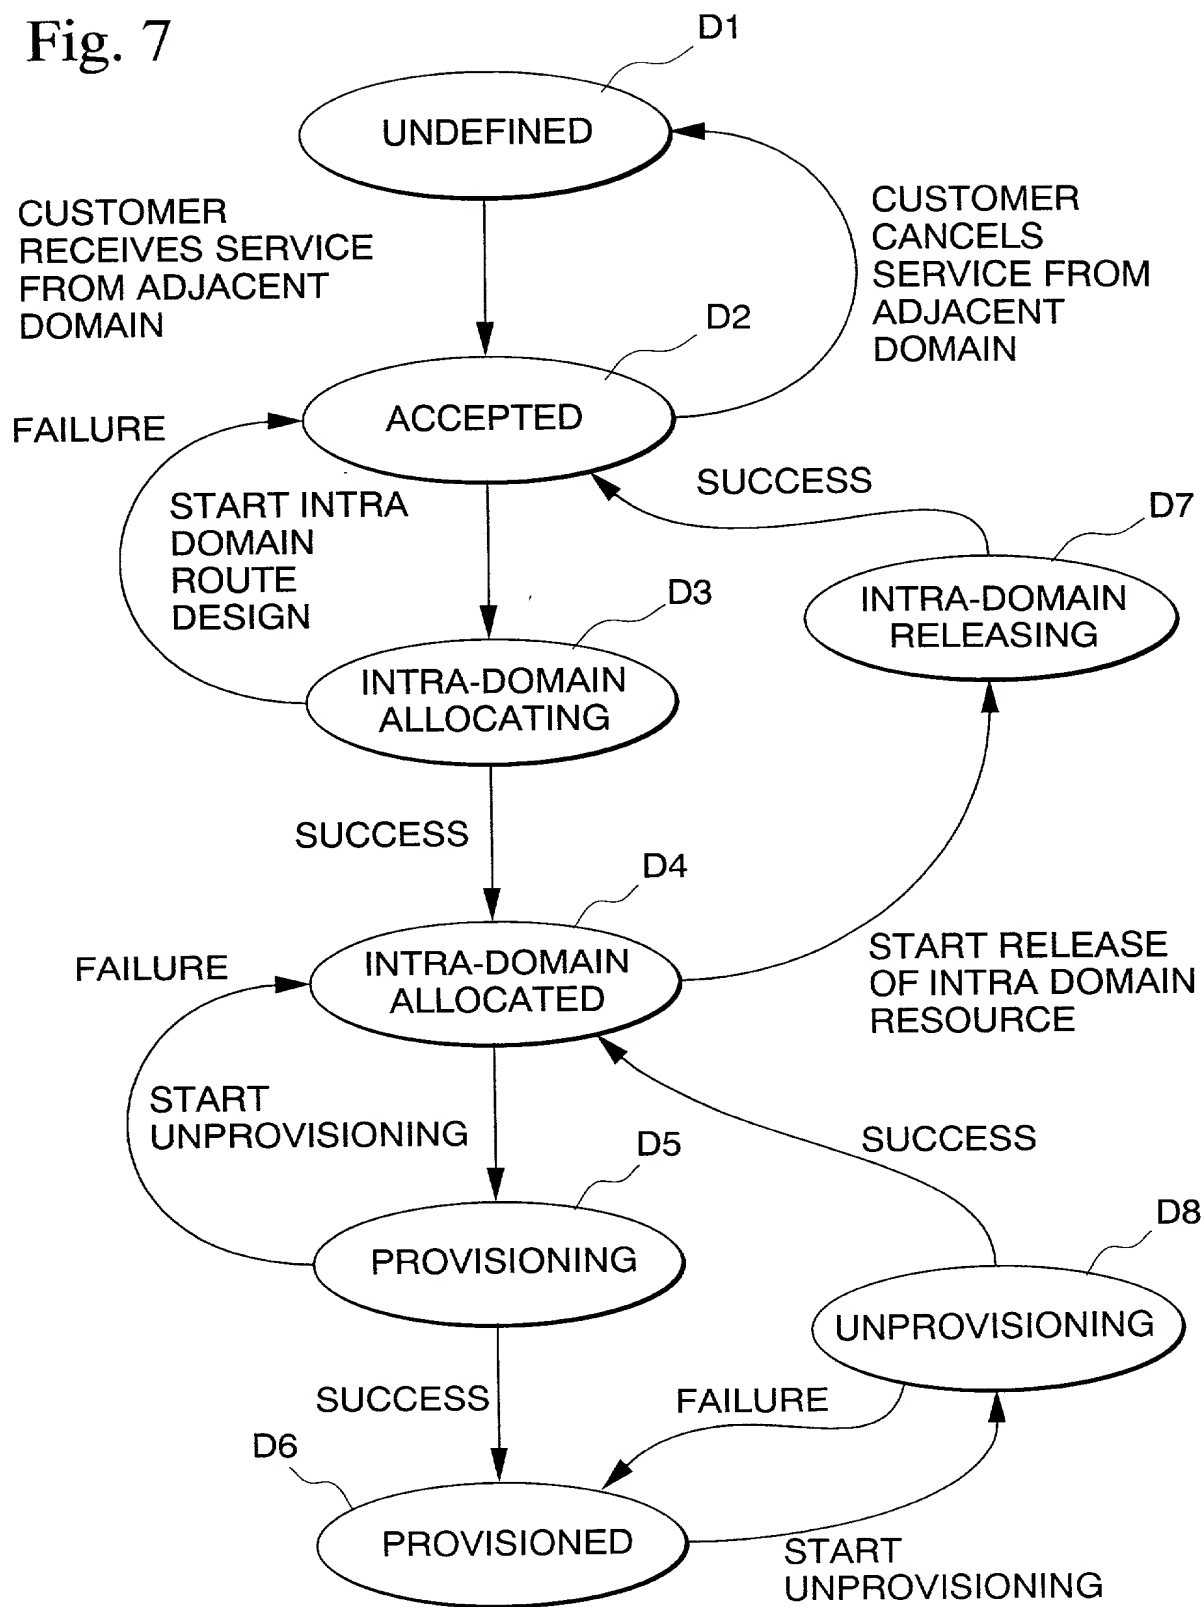 Fig. 7
D1
UNDEFINED
CUSTOMER
RECEIVES SERVICE
FROM ADJACENT
DOMAIN
CUSTOMER
CANCELS
SERVICE FROM
ADJACENT
DOMAIN
D2
ACCEPTED
FAILURE
SUCCESS
START INTRA
DOMAIN
ROUTE
DESIGN
D7
INTRA-DOMAIN
RELEASING
D3
INTRA-DOMAIN
ALLOCATING
SUCCESS
D4
INTRA-DOMAIN
ALLOCATED
FAILURE
START RELEASE
OF INTRA DOMAIN
RESOURCE
START
UNPROVISIONING
SUCCESS
D5
PROVISIONING
D8
UNPROVISIONING
SUCCESS
FAILURE
D6
PROVISIONED
START
UNPROVISIONING